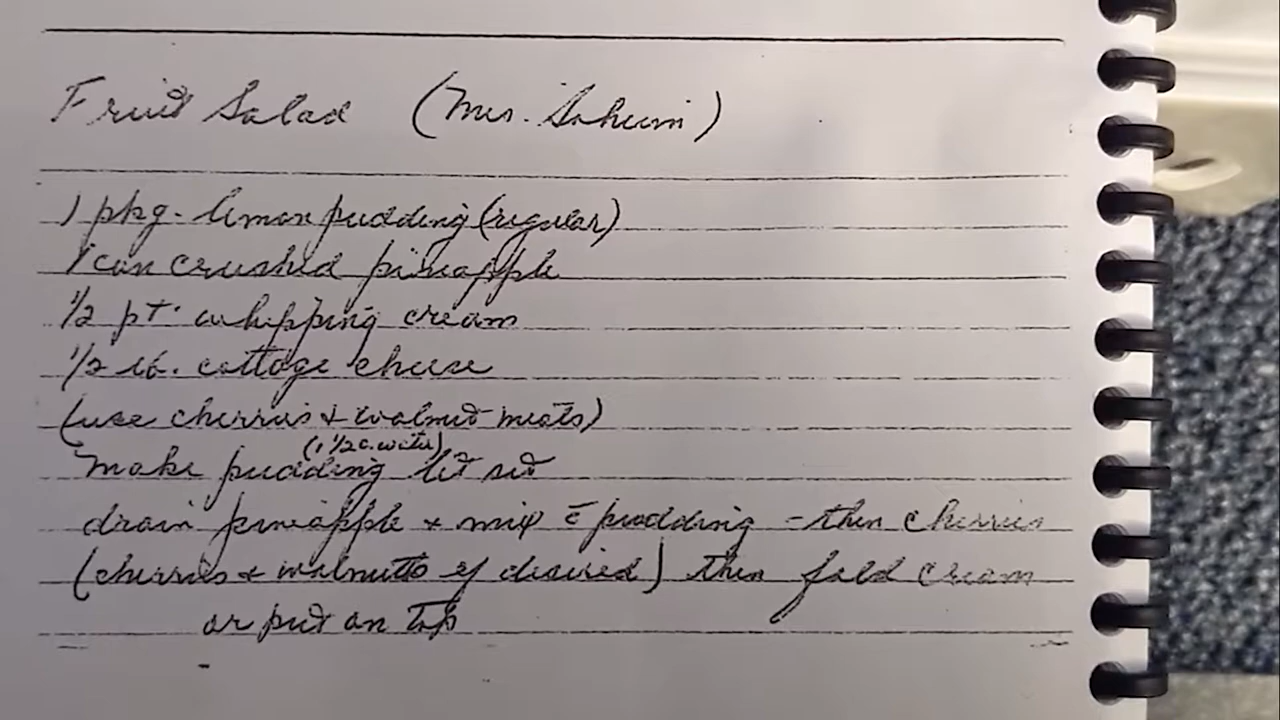 Fruit Salad (Mrs. Soheim)
1 pkg. lemon pudding (regular)
1 can crushed pineapple
1/2 pt. whipping cream
1/2 lb. cottage cheese
(use cherries + walnut meats)
(1 1/2 c. water)
Make pudding let set
drain pineapple + mix c̄ pudding - then cherries
(cherries + walnutts if desired) then fold cream
or put on top